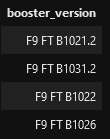 booster_version
F9 FT B1021.2
F9 FT B1031.2
F9 FT B1022
F9 FT B1026